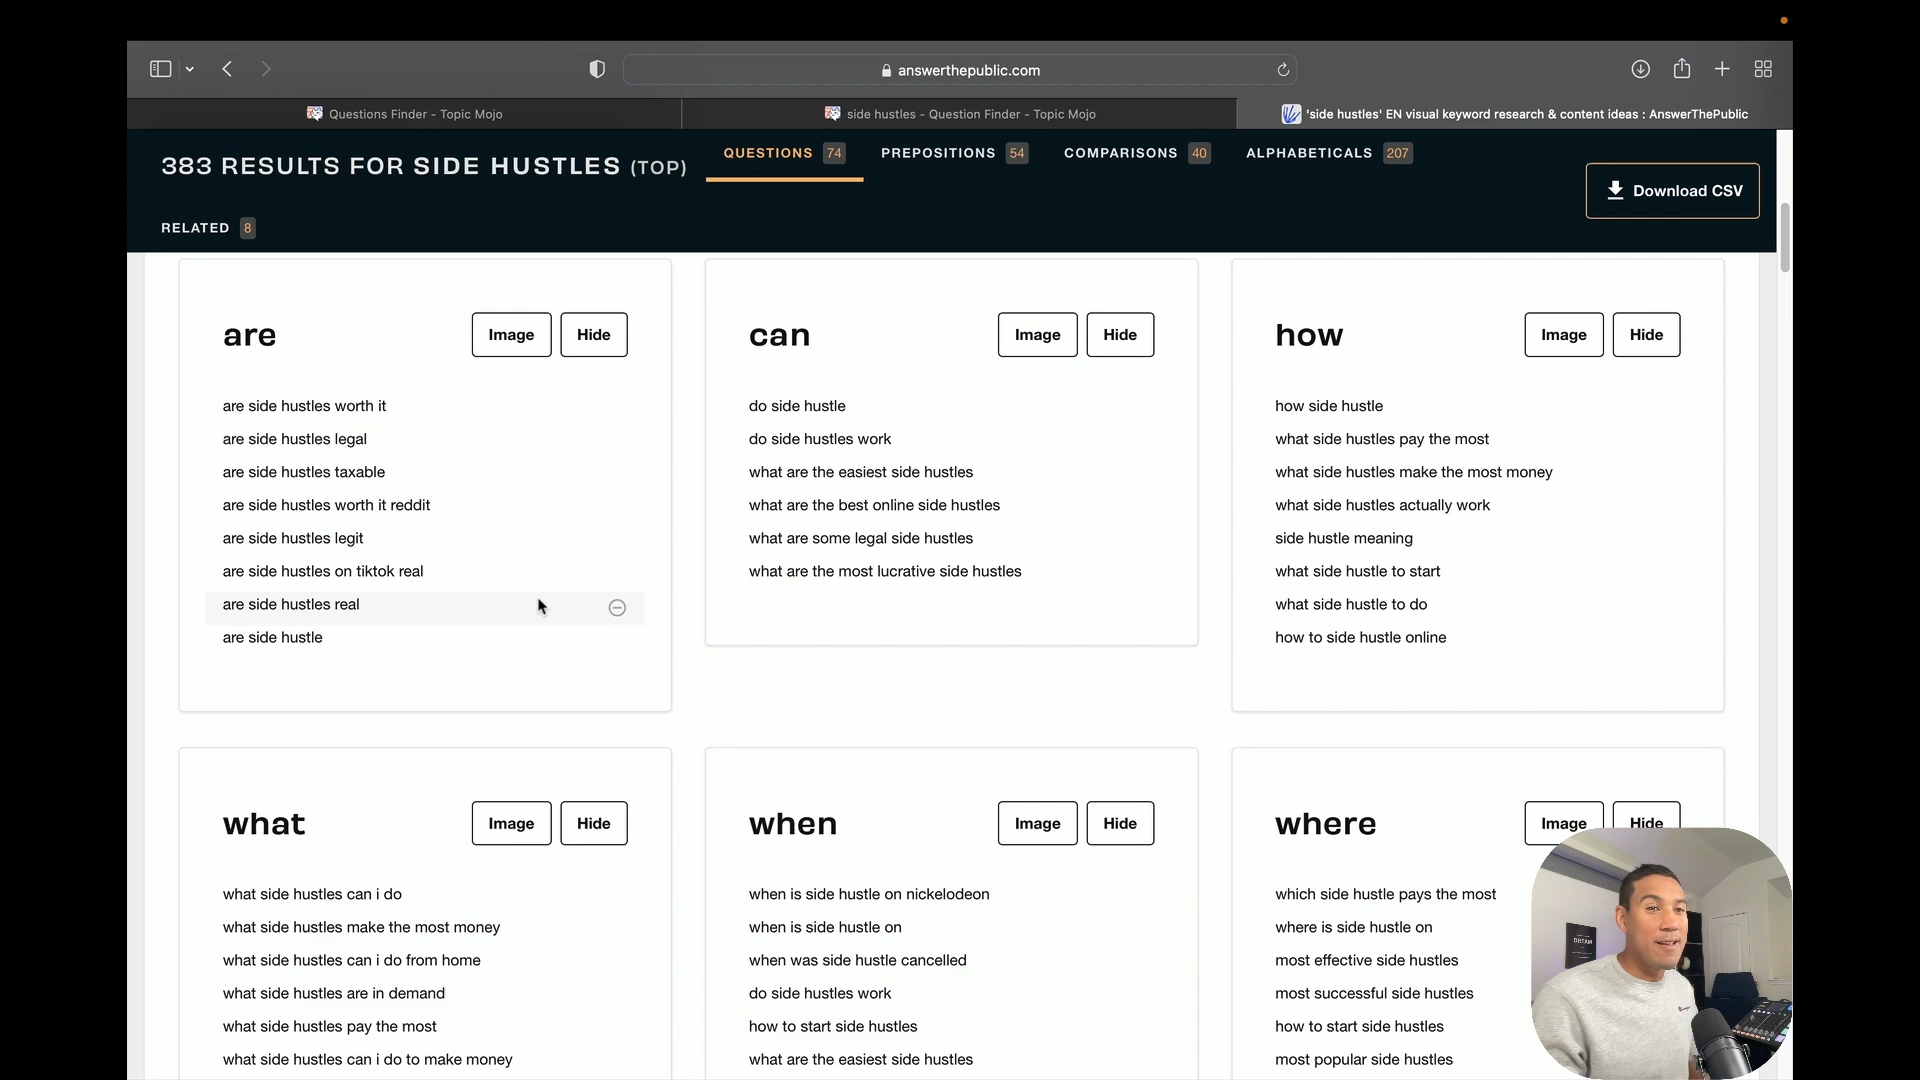 answerthepublic.com
Questions Finder - Topic Mojo
side hustles - Question Finder - Topic Mojo
'side hustles' EN visual keyword research & content ideas : AnswerThePublic
383 RESULTS FOR SIDE HUSTLES (TOP)
QUESTIONS 74
PREPOSITIONS 54
COMPARISONS 40
ALPHABETICALS 207
Download CSV
RELATED 8
are
Image
Hide
are side hustles worth it
are side hustles legal
are side hustles taxable
are side hustles worth it reddit
are side hustles legit
are side hustles on tiktok real
are side hustles real
are side hustle
can
Image
Hide
do side hustle
do side hustles work
what are the easiest side hustles
what are the best online side hustles
what are some legal side hustles
what are the most lucrative side hustles
how
Image
Hide
how side hustle
what side hustles pay the most
what side hustles make the most money
what side hustles actually work
side hustle meaning
what side hustle to start
what side hustle to do
how to side hustle online
what
Image
Hide
what side hustles can i do
what side hustles make the most money
what side hustles can i do from home
what side hustles are in demand
what side hustles pay the most
what side hustles can i do to make money
when
Image
Hide
when is side hustle on nickelodeon
when is side hustle on
when was side hustle cancelled
do side hustles work
how to start side hustles
what are the easiest side hustles
where
Image
Hide
which side hustle pays the most
where is side hustle on
most effective side hustles
most successful side hustles
how to start side hustles
most popular side hustles
DREAM